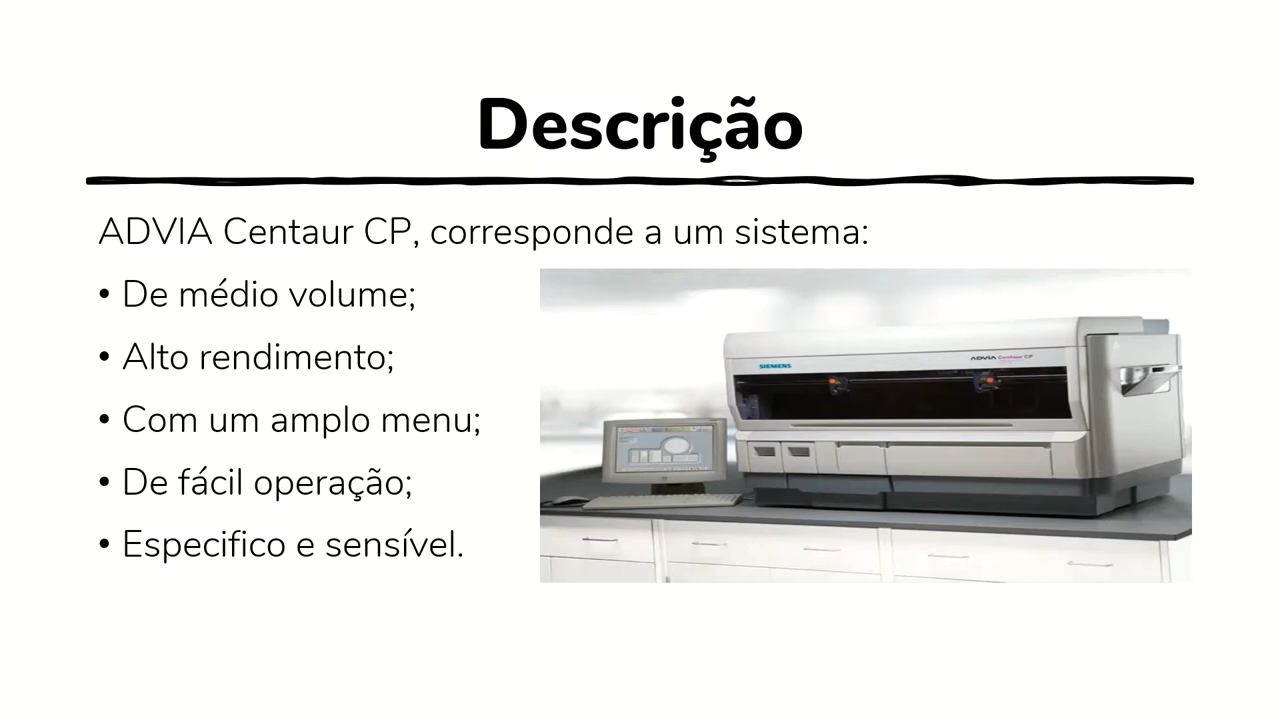 Descrição
ADVIA Centaur CP, corresponde a um sistema:
• De médio volume;
• Alto rendimento;
• Com um amplo menu;
• De fácil operação;
• Especifico e sensível.
SIEMENS
ADVIA Centaur CP